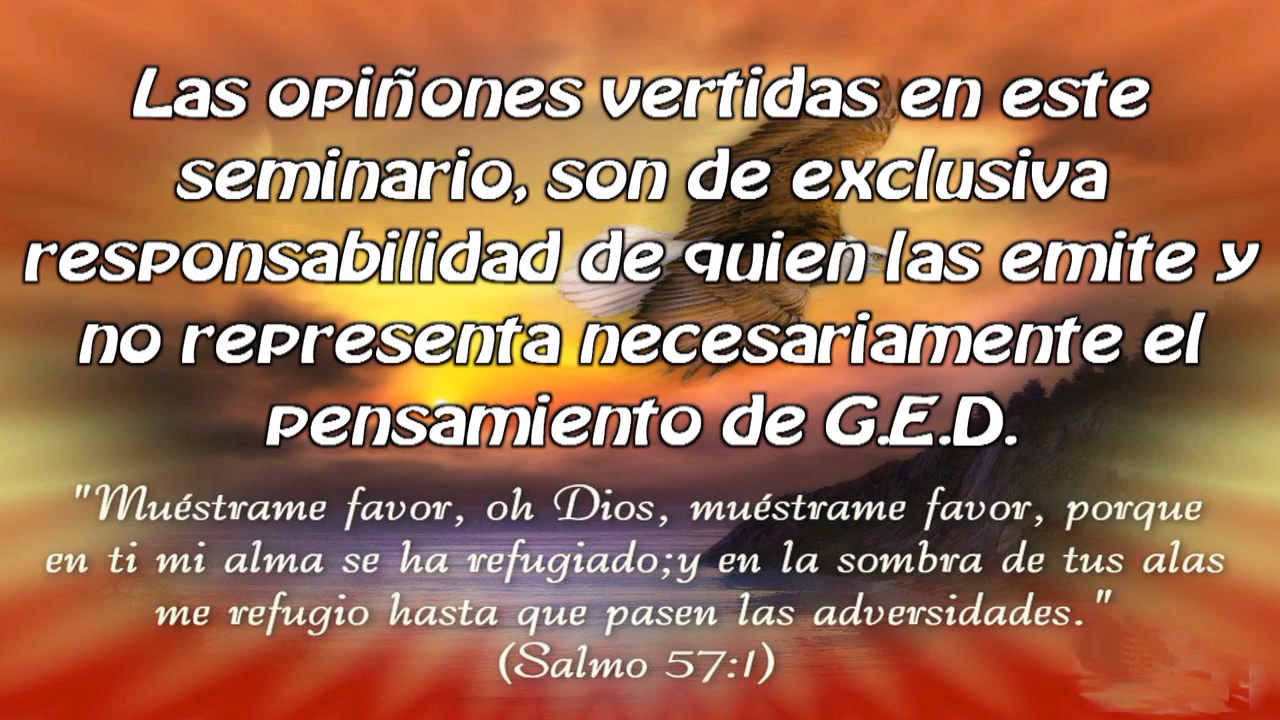 Las opiñones vertidas en este
seminario, son de exclusiva
responsabilidad de quien las emite y
no representa necesariamente el
pensamiento de G.E.D.
"Muéstrame favor, oh Dios, muéstrame favor, porque
en ti mi alma se ha refugiado;y en la sombra de tus alas
me refugio hasta que pasen las adversidades."
(Salmo 57:1)